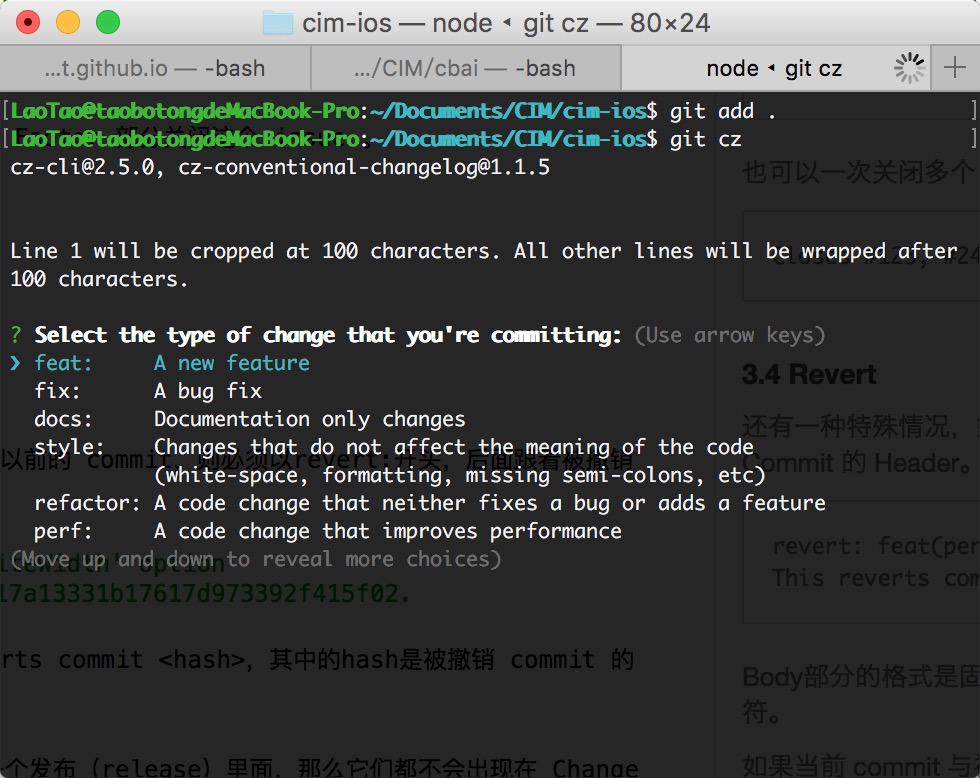 cim-ios — node ◂ git cz — 80×24
...t.github.io — -bash
.../CIM/cbai — -bash
node ◂ git cz
[LaoTao@taobotongdeMacBook-Pro:~/Documents/CIM/cim-ios$ git add . ]
[LaoTao@taobotongdeMacBook-Pro:~/Documents/CIM/cim-ios$ git cz ]
cz-cli@2.5.0, cz-conventional-changelog@1.1.5
也可以一次关闭多个
Line 1 will be cropped at 100 characters. All other lines will be wrapped after
100 characters.
? Select the type of change that you're committing: (Use arrow keys)
❯ feat: A new feature
fix: A bug fix
docs: Documentation only changes
style: Changes that do not affect the meaning of the code
(white-space, formatting, missing semi-colons, etc)
refactor: A code change that neither fixes a bug or adds a feature
perf: A code change that improves performance
(Move up and down to reveal more choices)
3.4 Revert
还有一种特殊情况，
Commit 的 Header。
以前的 commit，则必须以revert:开头，后面跟着被撤销
revert: feat(per
This reverts com
option
17a13331b17617d973392f415f02.
rts commit <hash>，其中的hash是被撤销 commit 的
Body部分的格式是固
符。
个发布（release）里面，那么它们都不会出现在 Change
如果当前 commit 与